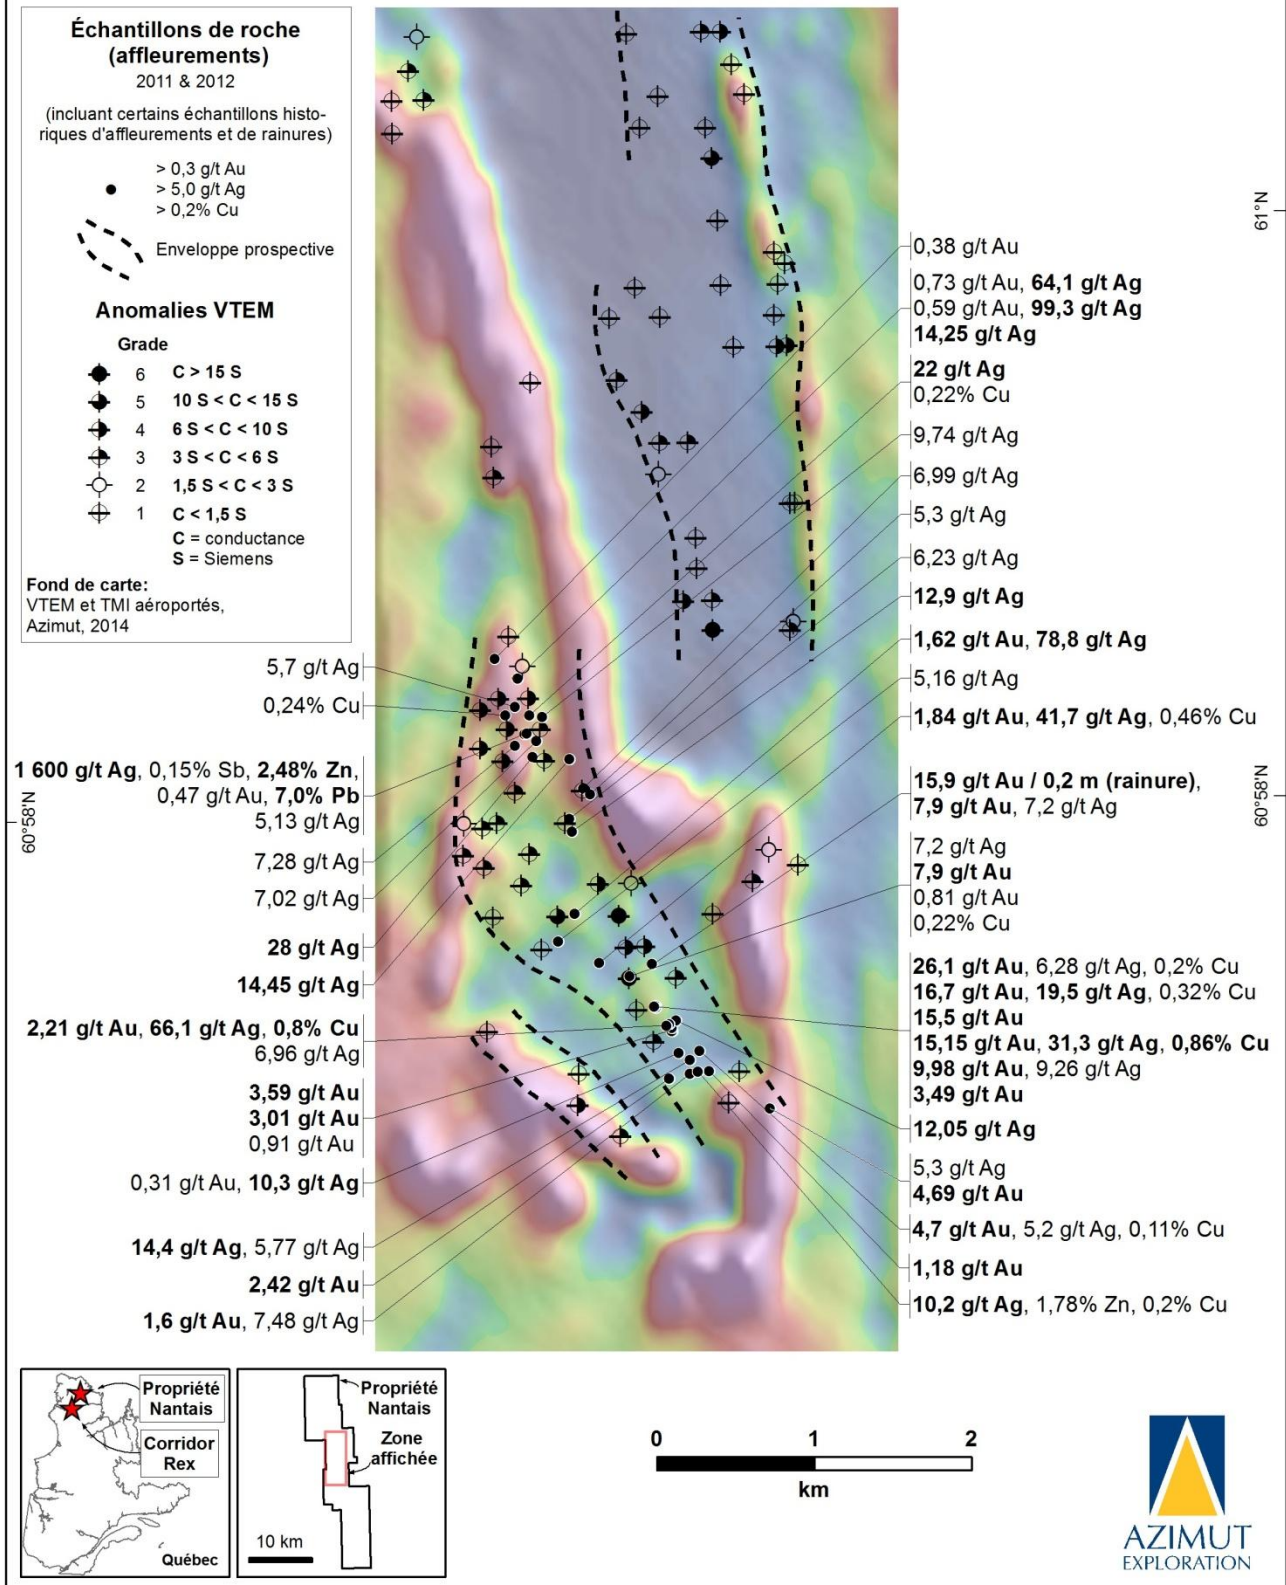 Échantillons de roche
(affleurements)
2011 & 2012
(incluant certains échantillons histo-
riques d'affleurements et de rainures)
> 0,3 g/t Au
> 5,0 g/t Ag
> 0,2% Cu
Enveloppe prospective
Anomalies VTEM
Grade
6 C > 15 S
5 10 S < C < 15 S
4 6 S < C < 10 S
3 3 S < C < 6 S
2 1,5 S < C < 3 S
1 C < 1,5 S
C = conductance
S = Siemens
Fond de carte:
VTEM et TMI aéroportés,
Azimut, 2014
5,7 g/t Ag
0,24% Cu
1 600 g/t Ag, 0,15% Sb, 2,48% Zn,
0,47 g/t Au, 7,0% Pb
5,13 g/t Ag
60°58'N
7,28 g/t Ag
7,02 g/t Ag
28 g/t Ag
14,45 g/t Ag
2,21 g/t Au, 66,1 g/t Ag, 0,8% Cu
6,96 g/t Ag
3,59 g/t Au
3,01 g/t Au
0,91 g/t Au
0,31 g/t Au, 10,3 g/t Ag
14,4 g/t Ag, 5,77 g/t Ag
2,42 g/t Au
1,6 g/t Au, 7,48 g/t Ag
61°N
0,38 g/t Au
0,73 g/t Au, 64,1 g/t Ag
0,59 g/t Au, 99,3 g/t Ag
14,25 g/t Ag
22 g/t Ag
0,22% Cu
9,74 g/t Ag
6,99 g/t Ag
5,3 g/t Ag
6,23 g/t Ag
12,9 g/t Ag
1,62 g/t Au, 78,8 g/t Ag
5,16 g/t Ag
1,84 g/t Au, 41,7 g/t Ag, 0,46% Cu
60°58'N
15,9 g/t Au / 0,2 m (rainure),
7,9 g/t Au, 7,2 g/t Ag
7,2 g/t Ag
7,9 g/t Au
0,81 g/t Au
0,22% Cu
26,1 g/t Au, 6,28 g/t Ag, 0,2% Cu
16,7 g/t Au, 19,5 g/t Ag, 0,32% Cu
15,5 g/t Au
15,15 g/t Au, 31,3 g/t Ag, 0,86% Cu
9,98 g/t Au, 9,26 g/t Ag
3,49 g/t Au
12,05 g/t Ag
5,3 g/t Ag
4,69 g/t Au
4,7 g/t Au, 5,2 g/t Ag, 0,11% Cu
1,18 g/t Au
10,2 g/t Ag, 1,78% Zn, 0,2% Cu
Propriété
Nantais
Corridor
Rex
Québec
Propriété
Nantais
Zone
affichée
10 km
0 1 2
km
AZIMUT
EXPLORATION